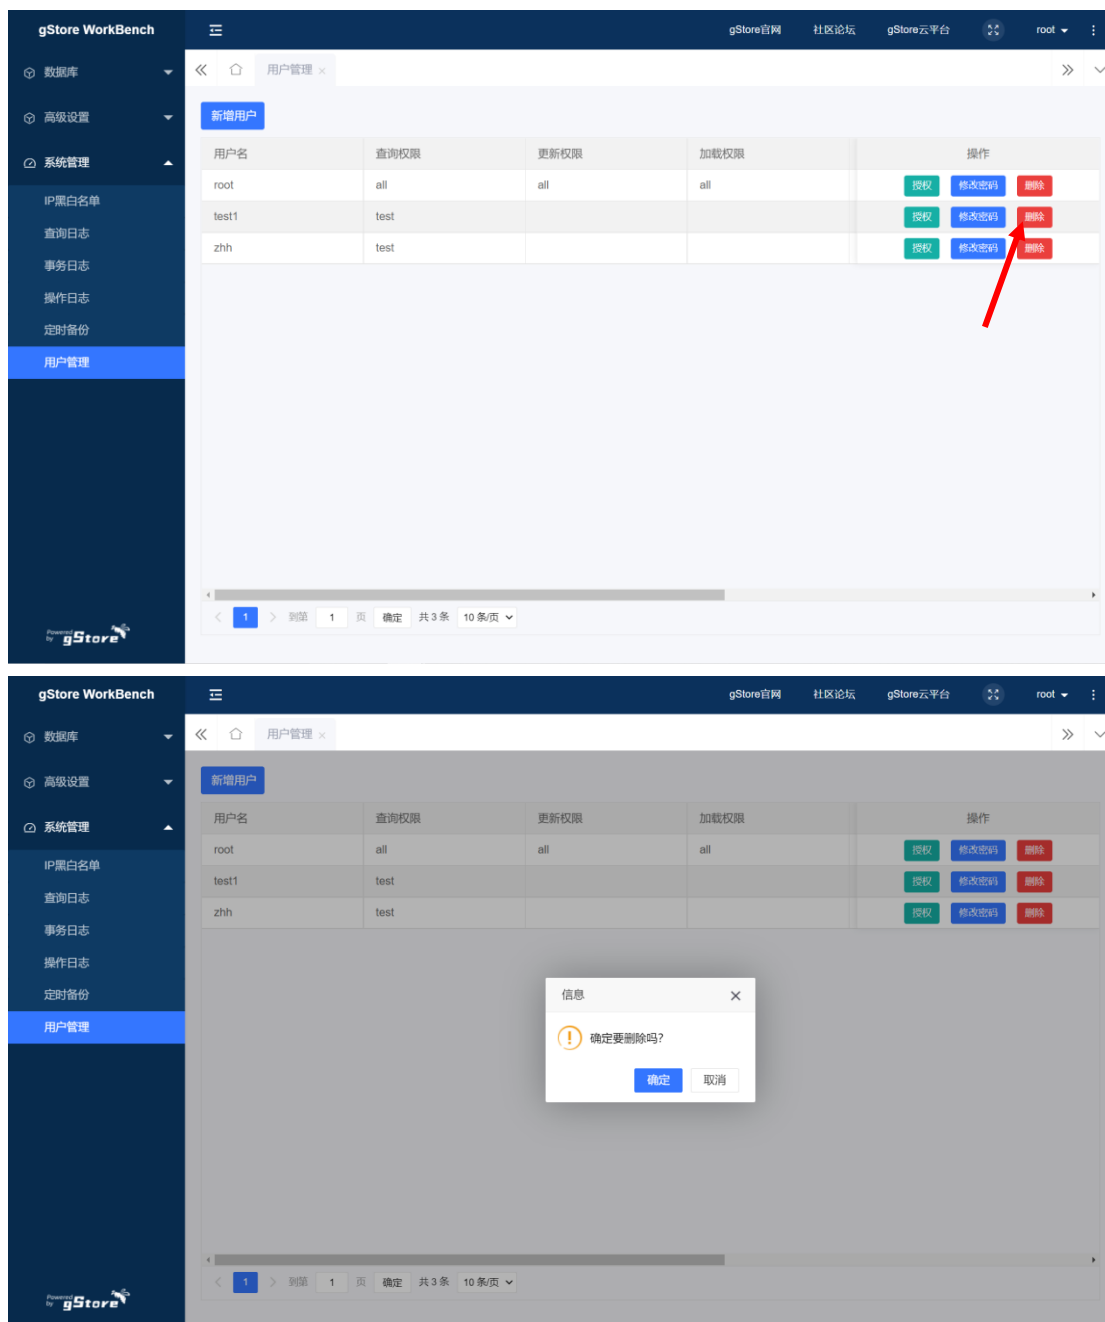 gStore WorkBench
gStore官网 社区论坛 gStore云平台 root
数据库
用户管理
高级设置
新增用户
系统管理
用户名 查询权限 更新权限 加载权限 操作
root all all all 授权 修改密码 删除
IP黑白名单
test1 test 授权 修改密码 删除
查询日志
zhh test 授权 修改密码 删除
事务日志
操作日志
定时备份
用户管理
1 到第 1 页 确定 共 3 条 10 条/页
Powered by gStore
gStore WorkBench
gStore官网 社区论坛 gStore云平台 root
数据库
用户管理
高级设置
新增用户
系统管理
用户名 查询权限 更新权限 加载权限 操作
root all all all 授权 修改密码 删除
IP黑白名单
test1 test 授权 修改密码 删除
查询日志
zhh test 授权 修改密码 删除
事务日志
操作日志
定时备份
用户管理
信息
确定要删除吗?
确定 取消
1 到第 1 页 确定 共 3 条 10 条/页
Powered by gStore